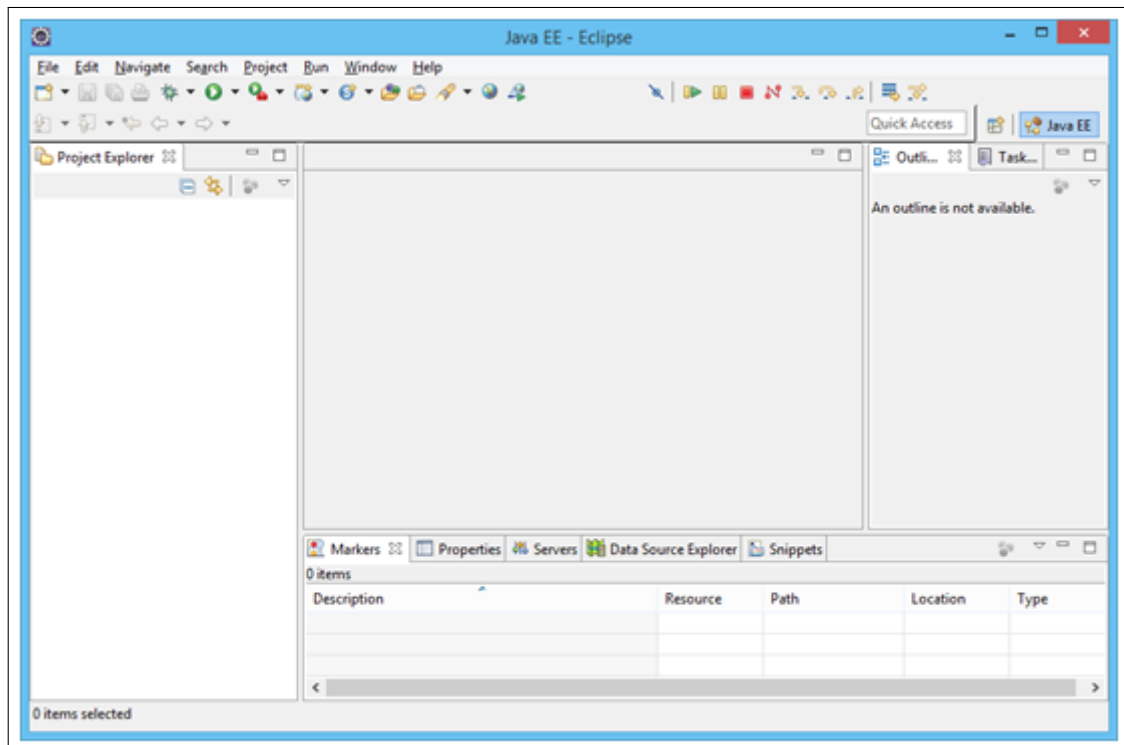 Java EE - Eclipse
File Edit Navigate Search Project Run Window Help
Quick Access Java EE
Project Explorer Outli... Task...
An outline is not available.
Markers Properties Servers Data Source Explorer Snippets
0 items
Description Resource Path Location Type
0 items selected